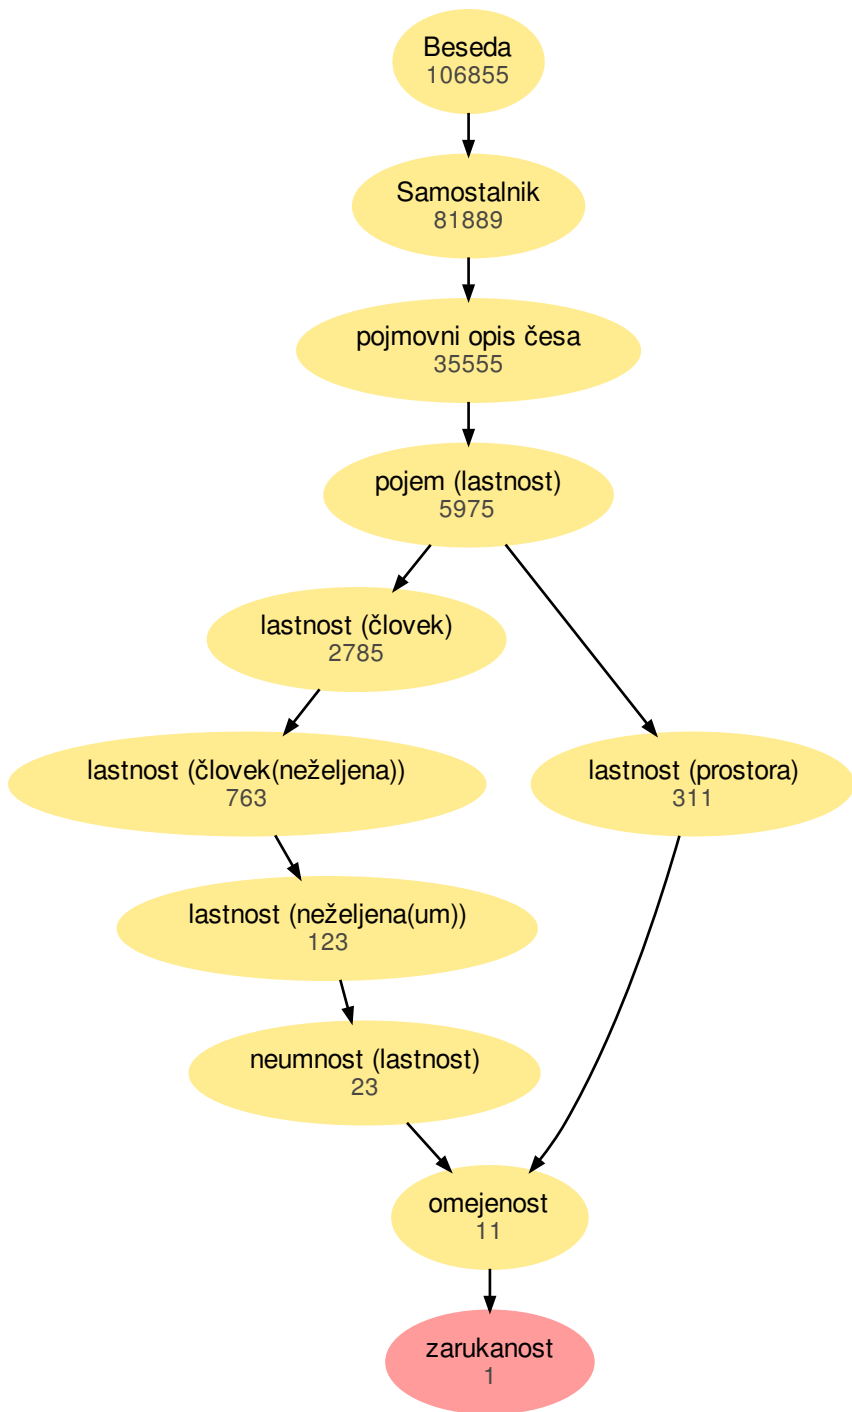 Beseda
106855
Samostalnik
81889
pojmovni opis česa
35555
pojem (lastnost)
5975
lastnost (človek)
2785
lastnost (človek(neželjena))
763
lastnost (prostora)
311
lastnost (neželjena(um))
123
neumnost (lastnost)
23
omejenost
11
zarukanost
1